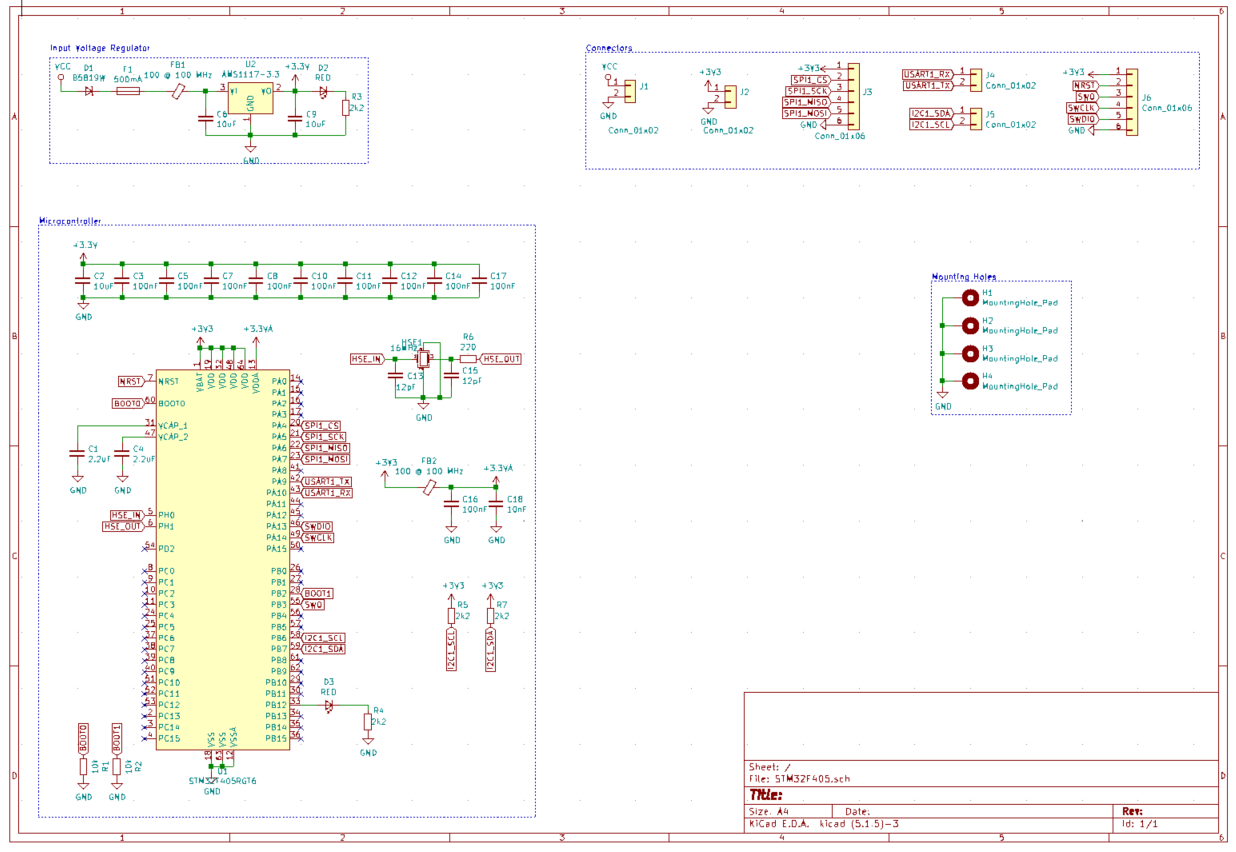 1 2 3 4 5 6
A A
B B
C C
D D
1 2 3 4 5 6
Input Voltage Regulator
VCC
D1
B5819W
F1
500mA
FB1
100 @ 100 MHz
U2
AMS1117-3.3
3 VI VO 2
GND
1
+3.3V
D2
RED
R3
2k2
C6
10uF
C9
10uF
GND
Connectors
VCC
1
2
J1
GND
Conn_01x02
+3V3
1
2
J2
GND
Conn_01x02
+3V3 1
SPI1_CS 2
SPI1_SCK 3
SPI1_MISO 4
SPI1_MOSI 5
GND 6
J3
Conn_01x06
USART1_RX 1
USART1_TX 2
J4
Conn_01x02
I2C1_SDA 1
I2C1_SCL 2
J5
Conn_01x02
+3V3 1
NRST 2
SWO 3
SWCLK 4
SWDIO 5
GND 6
J6
Conn_01x06
Microcontroller
+3.3V
C2
10uF
C3
100nF
C5
100nF
C7
100nF
C8
100nF
C10
100nF
C11
100nF
C12
100nF
C14
100nF
C17
100nF
GND
+3V3
+3.3VA
1 19 32 48 64 13
VBAT VDD VDD VDD VDD VDDA
NRST 7 NRST
BOOT0 60 BOOT0
31 VCAP_1
47 VCAP_2
C1
2.2uF
C4
2.2uF
GND GND
HSE_IN 5 PH0
HSE_OUT 6 PH1
54 PD2
8 PC0
9 PC1
10 PC2
11 PC3
24 PC4
25 PC5
37 PC6
38 PC7
39 PC8
40 PC9
51 PC10
52 PC11
53 PC12
2 PC13
3 PC14
4 PC15
PA0 14
PA1 15
PA2 16
PA3 17
PA4 20 SPI1_CS
PA5 21 SPI1_SCK
PA6 22 SPI1_MISO
PA7 23 SPI1_MOSI
PA8 41
PA9 42 USART1_TX
PA10 43 USART1_RX
PA11 44
PA12 45
PA13 46 SWDIO
PA14 49 SWCLK
PA15 50
PB0 26
PB1 27
PB2 28 BOOT1
PB3 55 SWO
PB4 56
PB5 57
PB6 58 I2C1_SCL
PB7 59 I2C1_SDA
PB8 61
PB9 62
PB10 29
PB11 30
PB12 33
PB13 34
PB14 35
PB15 36
VSS VSS VSSA
18 63 12
U1
STM32F405RGT6
GND
BOOT0
10k
R1
GND
BOOT1
10k
R2
GND
D3
RED
R4
2k2
GND
HSE1
16MHz
HSE_IN
C13
12pF
C15
12pF
R6
220
HSE_OUT
GND
+3V3
FB2
100 @ 100 MHz
+3.3VA
C16
100nF
C18
10nF
GND GND
+3V3 +3V3
R5
2k2
R7
2k2
I2C1_SCL
I2C1_SDA
Mounting Holes
H1
MountingHole_Pad
H2
MountingHole_Pad
H3
MountingHole_Pad
H4
MountingHole_Pad
GND
Sheet: /
File: STM32F405.sch
Title:
Size: A4 Date: Rev:
KiCad E.D.A. kicad (5.1.5)-3 Id: 1/1